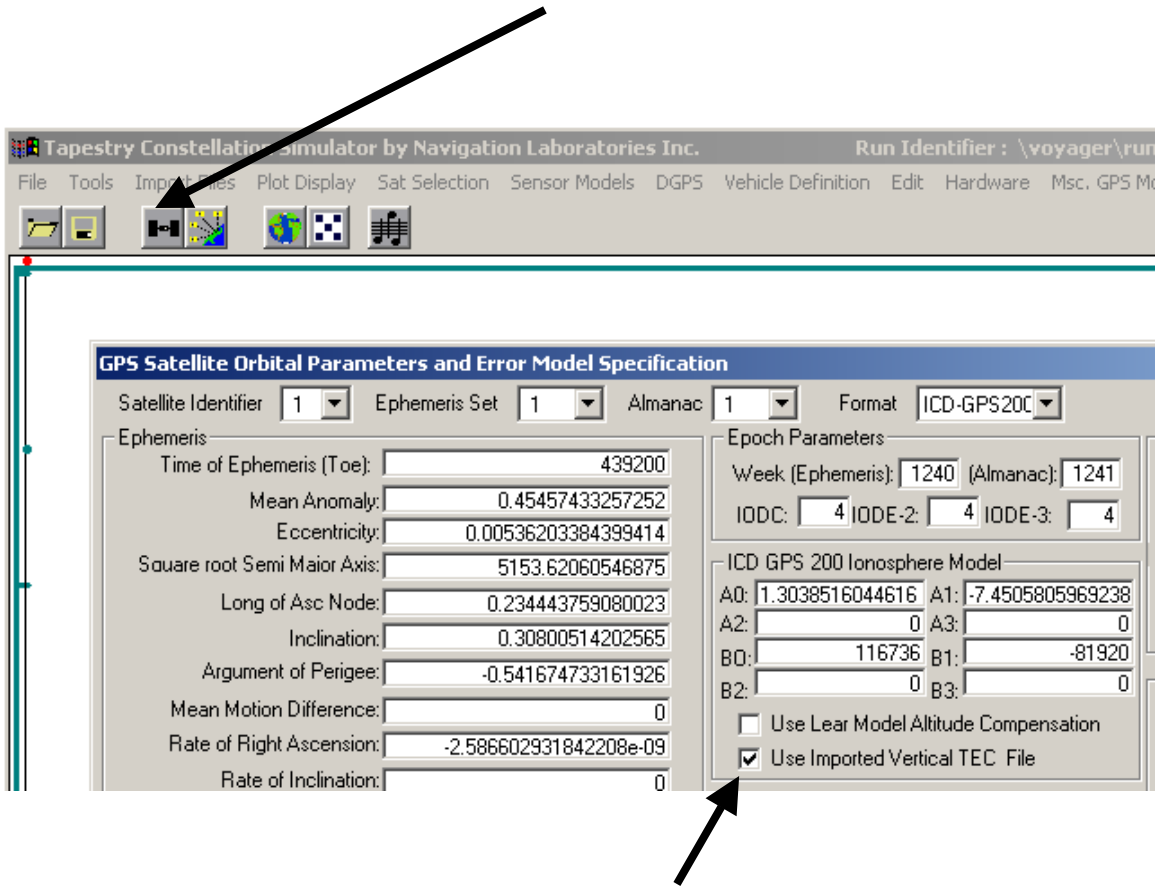 Tapestry Constellation Simulator by Navigation Laboratories Inc. Run Identifier : \voyager\run
File Tools Import Files Plot Display Sat Selection Sensor Models DGPS Vehicle Definition Edit Hardware Msc. GPS Mo
GPS Satellite Orbital Parameters and Error Model Specification
Satellite Identifier 1 Ephemeris Set 1 Almanac 1 Format ICD-GPS200
Ephemeris
Time of Ephemeris (Toe): 439200
Mean Anomaly: 0.45457433257252
Eccentricity: 0.00536203384399414
Square root Semi Major Axis: 5153.62060546875
Long of Asc Node: 0.234443759080023
Inclination: 0.30800514202565
Argument of Perigee: -0.541674733161926
Mean Motion Difference: 0
Rate of Right Ascension: -2.586602931842208e-09
Rate of Inclination: 0
Epoch Parameters
Week (Ephemeris): 1240 (Almanac): 1241
IODC: 4 IODE-2: 4 IODE-3: 4
ICD GPS 200 Ionosphere Model
A0: 1.3038516044616 A1: -7.4505805969238
A2: 0 A3: 0
B0: 116736 B1: -81920
B2: 0 B3: 0
Use Lear Model Altitude Compensation
Use Imported Vertical TEC File